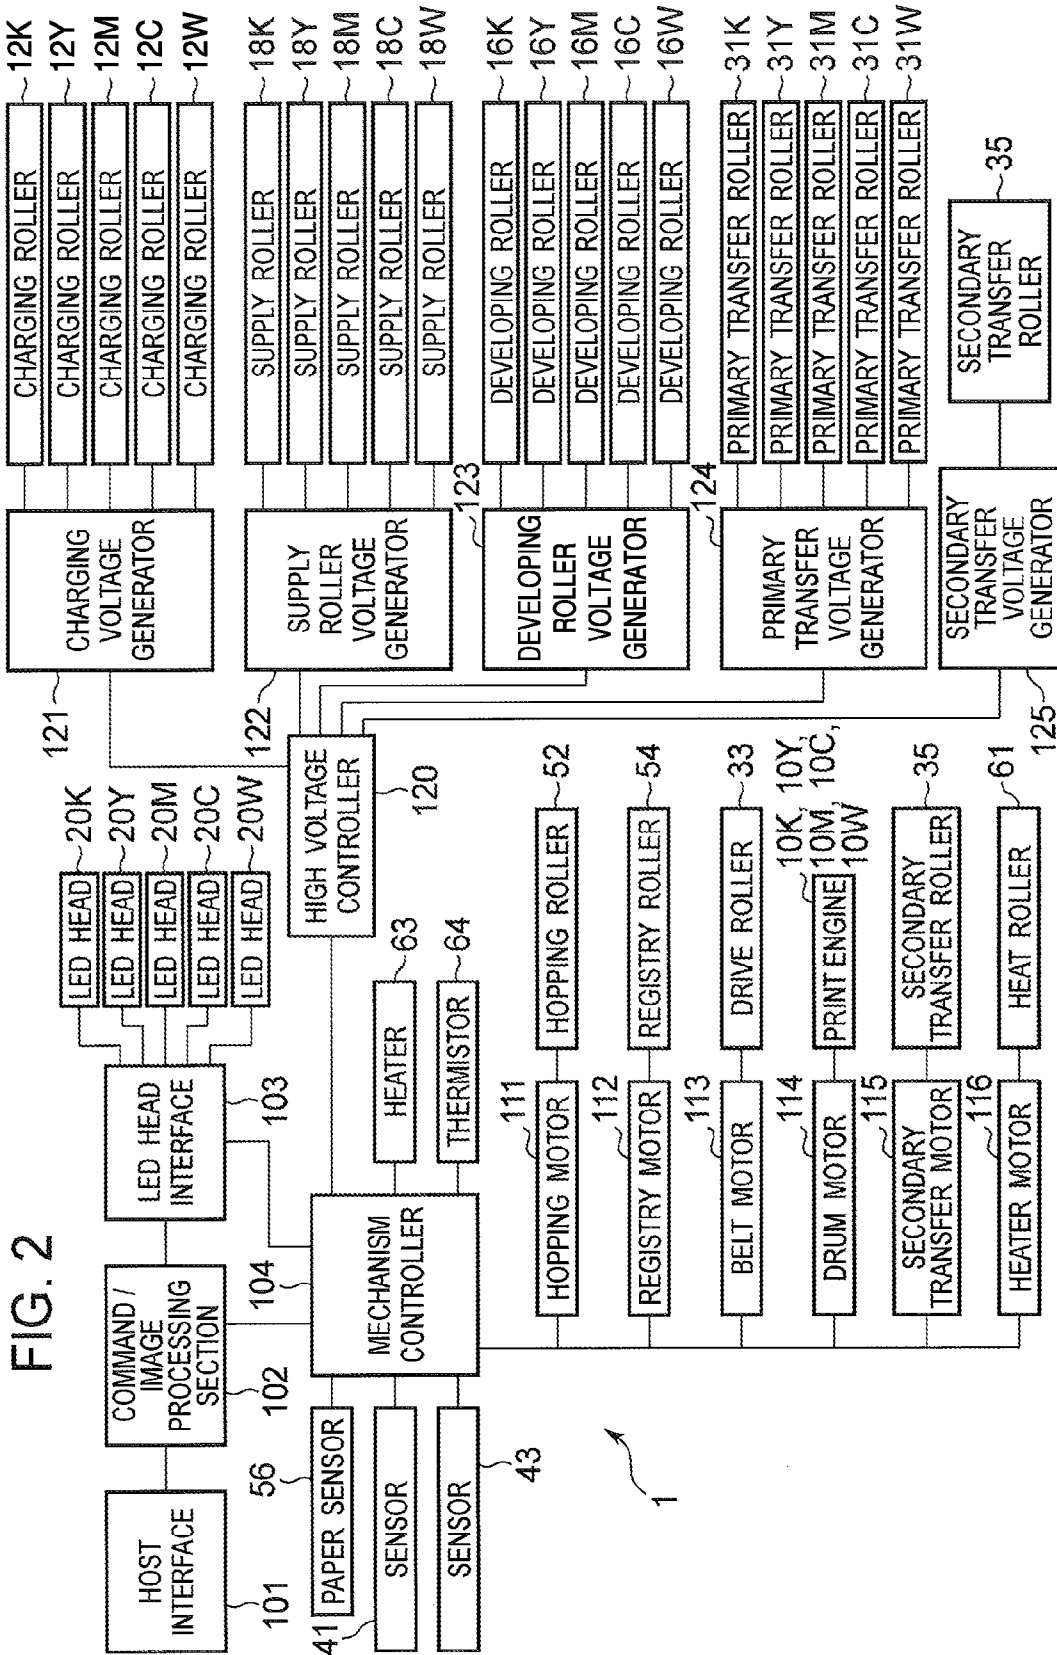 FIG. 2
HOST
INTERFACE
101
COMMAND /
IMAGE
PROCESSING
SECTION
102
LED HEAD
INTERFACE
103
LED HEAD
20K
LED HEAD
20Y
LED HEAD
20M
LED HEAD
20C
LED HEAD
20W
MECHANISM
CONTROLLER
104
PAPER SENSOR
56
SENSOR
41
SENSOR
43
HEATER
63
THERMISTOR
64
HIGH VOLTAGE
CONTROLLER
120
CHARGING
VOLTAGE
GENERATOR
121
CHARGING ROLLER
12K
CHARGING ROLLER
12Y
CHARGING ROLLER
12M
CHARGING ROLLER
12C
CHARGING ROLLER
12W
SUPPLY
ROLLER
VOLTAGE
GENERATOR
122
SUPPLY ROLLER
18K
SUPPLY ROLLER
18Y
SUPPLY ROLLER
18M
SUPPLY ROLLER
18C
SUPPLY ROLLER
18W
DEVELOPING
ROLLER
VOLTAGE
GENERATOR
123
DEVELOPING ROLLER
16K
DEVELOPING ROLLER
16Y
DEVELOPING ROLLER
16M
DEVELOPING ROLLER
16C
DEVELOPING ROLLER
16W
PRIMARY
TRANSFER
VOLTAGE
GENERATOR
124
PRIMARY TRANSFER ROLLER
31K
PRIMARY TRANSFER ROLLER
31Y
PRIMARY TRANSFER ROLLER
31M
PRIMARY TRANSFER ROLLER
31C
PRIMARY TRANSFER ROLLER
31W
SECONDARY
TRANSFER
VOLTAGE
GENERATOR
125
SECONDARY
TRANSFER
ROLLER
35
HOPPING MOTOR
111
HOPPING ROLLER
52
REGISTRY MOTOR
112
REGISTRY ROLLER
54
BELT MOTOR
113
DRIVE ROLLER
33
DRUM MOTOR
114
PRINT ENGINE
10K, 10Y,
10M, 10C,
10W
SECONDARY
TRANSFER MOTOR
115
SECONDARY
TRANSFER ROLLER
35
HEATER MOTOR
116
HEAT ROLLER
61
1